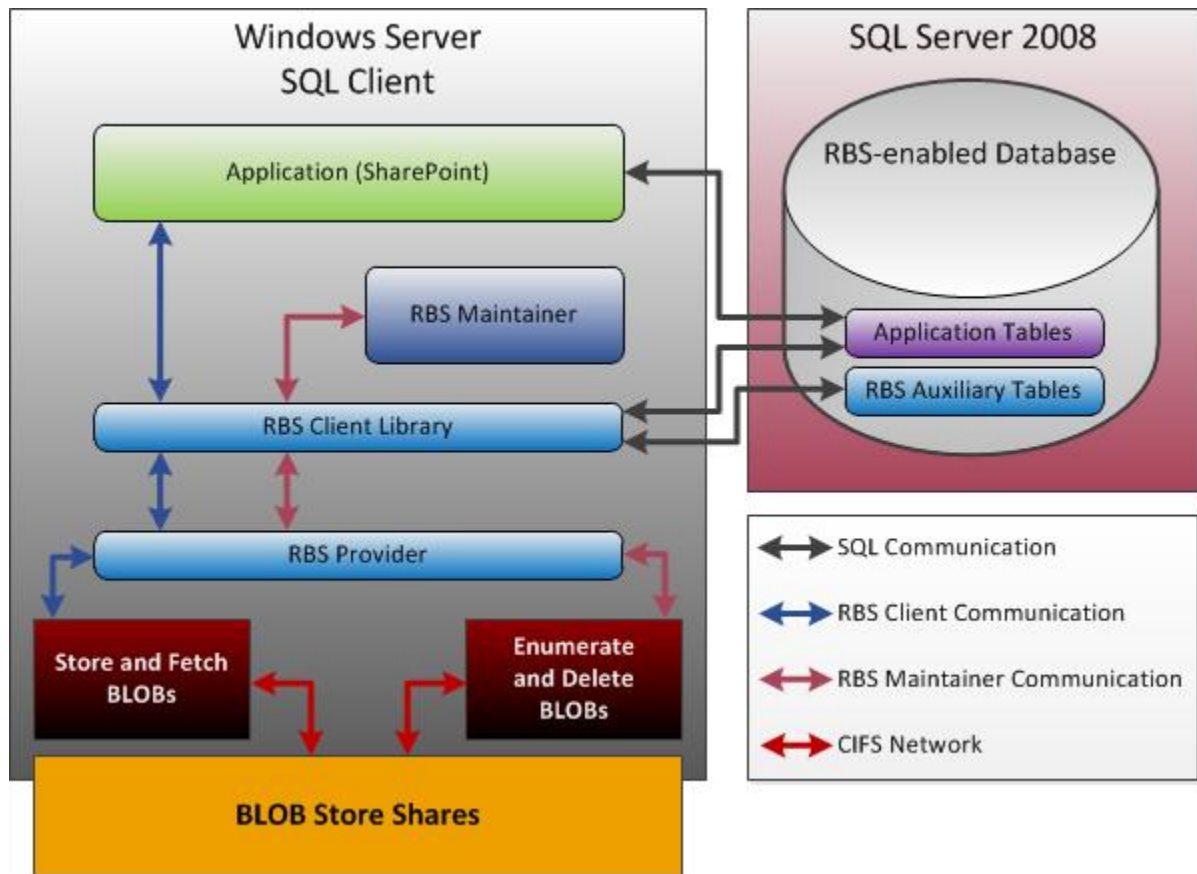 Windows Server
SQL Client
Application (SharePoint)
RBS Maintainer
RBS Client Library
RBS Provider
Store and Fetch
BLOBs
Enumerate
and Delete
BLOBs
BLOB Store Shares
SQL Server 2008
RBS-enabled Database
Application Tables
RBS Auxiliary Tables
SQL Communication
RBS Client Communication
RBS Maintainer Communication
CIFS Network